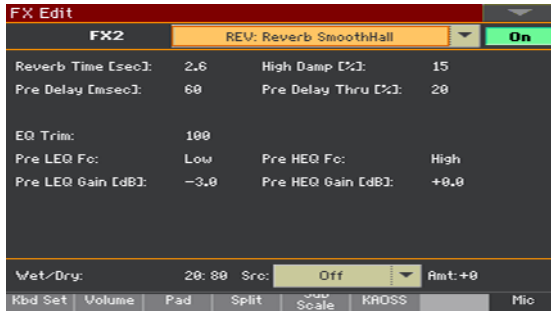 FX Edit
FX2 REV: Reverb SmoothHall On
Reverb Time [sec]: 2.6 High Damp [%]: 15
Pre Delay [msec]: 60 Pre Delay Thru [%]: 20
EQ Trim: 100
Pre LEQ Fc: Low Pre HEQ Fc: High
Pre LEQ Gain [dB]: -3.0 Pre HEQ Gain [dB]: +0.0
Wet/Dry: 20:80 Src: Off Amt:+0
Kbd Set Volume Pad Split Sub Scale KAOSS Mic